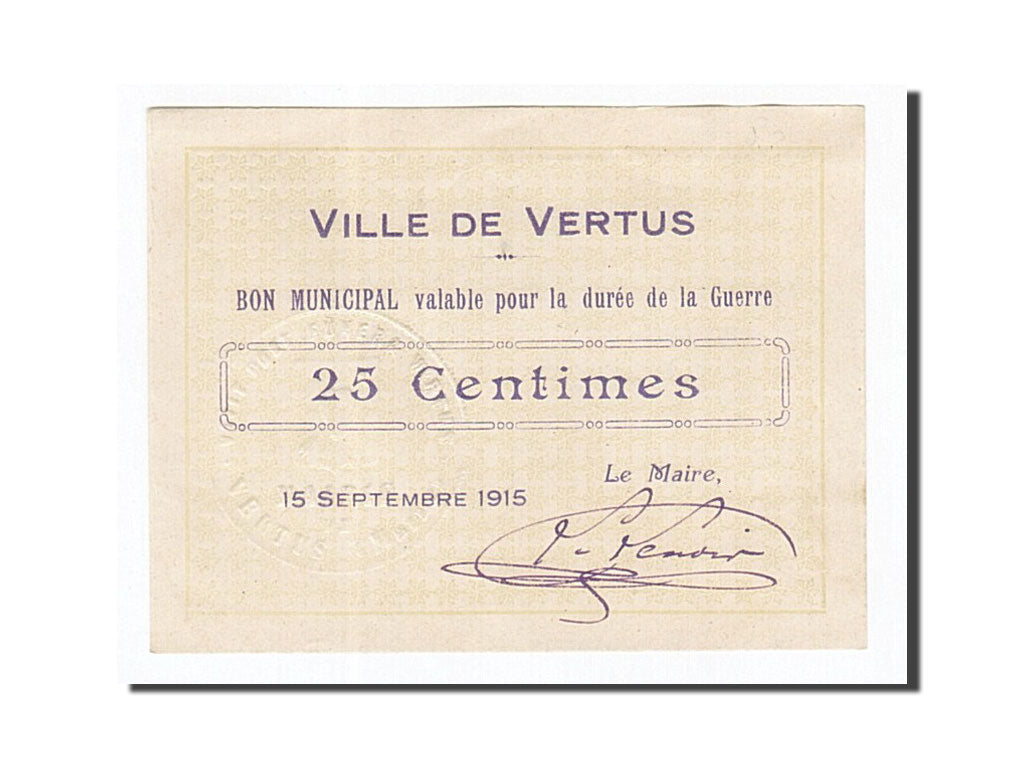 VILLE DE VERTUS
BON MUNICIPAL valable pour la durée de la Guerre
25 Centimes
Le Maire,
15 SEPTEMBRE 1915
Lenoir